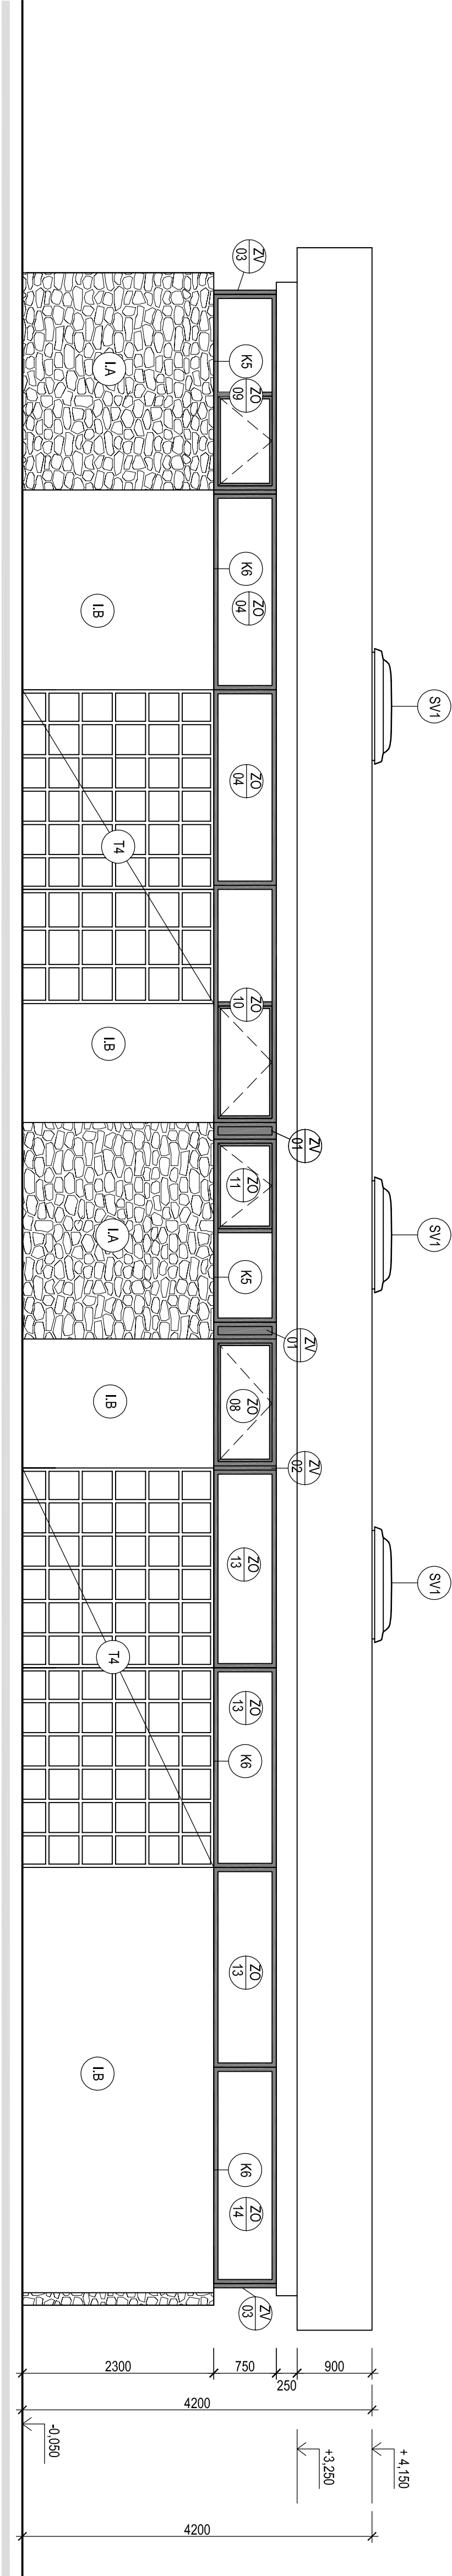 ZV
03
K5
ZO
09
I.A
K6
ZO
04
I.B
SV1
ZO
04
T4
ZO
10
I.B
ZV
01
ZO
11
SV1
I.A
K5
ZV
01
ZO
08
I.B
ZV
02
ZO
13
SV1
T4
ZO
13
K6
ZO
13
I.B
K6
ZO
14
ZV
03
2300
750
250
900
4200
-0,050
+3,250
+ 4,150
4200